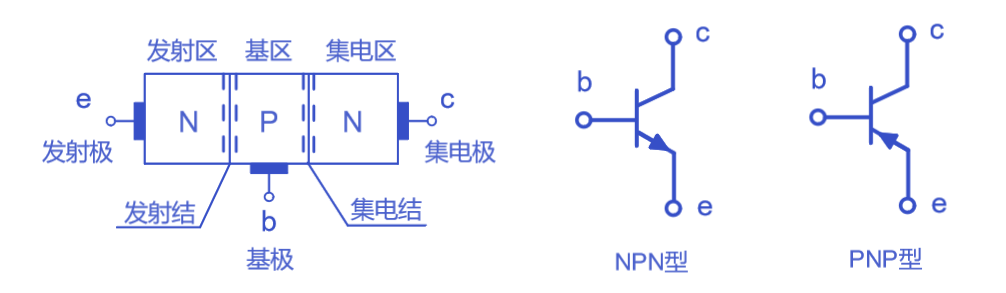 发射区 基区 集电区
e N P N c
发射极 集电极
发射结 b 集电结
基极
c
b
e
NPN型
c
b
e
PNP型